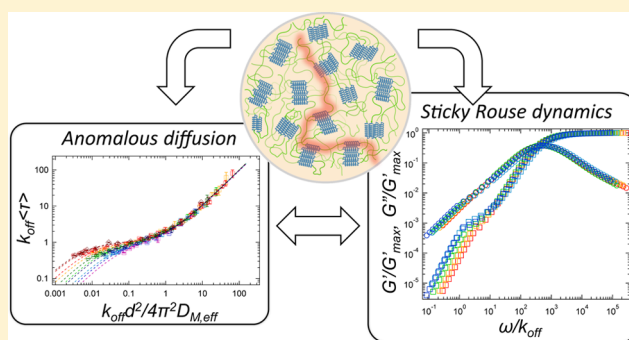 Anomalous diffusion
k_off<τ>
100
10
1
0.1
0.001 0.01 0.1 1 10 100
k_off d²/4π²D_M,eff
Sticky Rouse dynamics
G'/G'_max, G''/G'_max
10⁰
10⁻¹
10⁻²
10⁻³
10⁻⁴
10⁻⁵
10⁻¹ 10⁰ 10¹ 10² 10³ 10⁴ 10⁵
ω/k_off